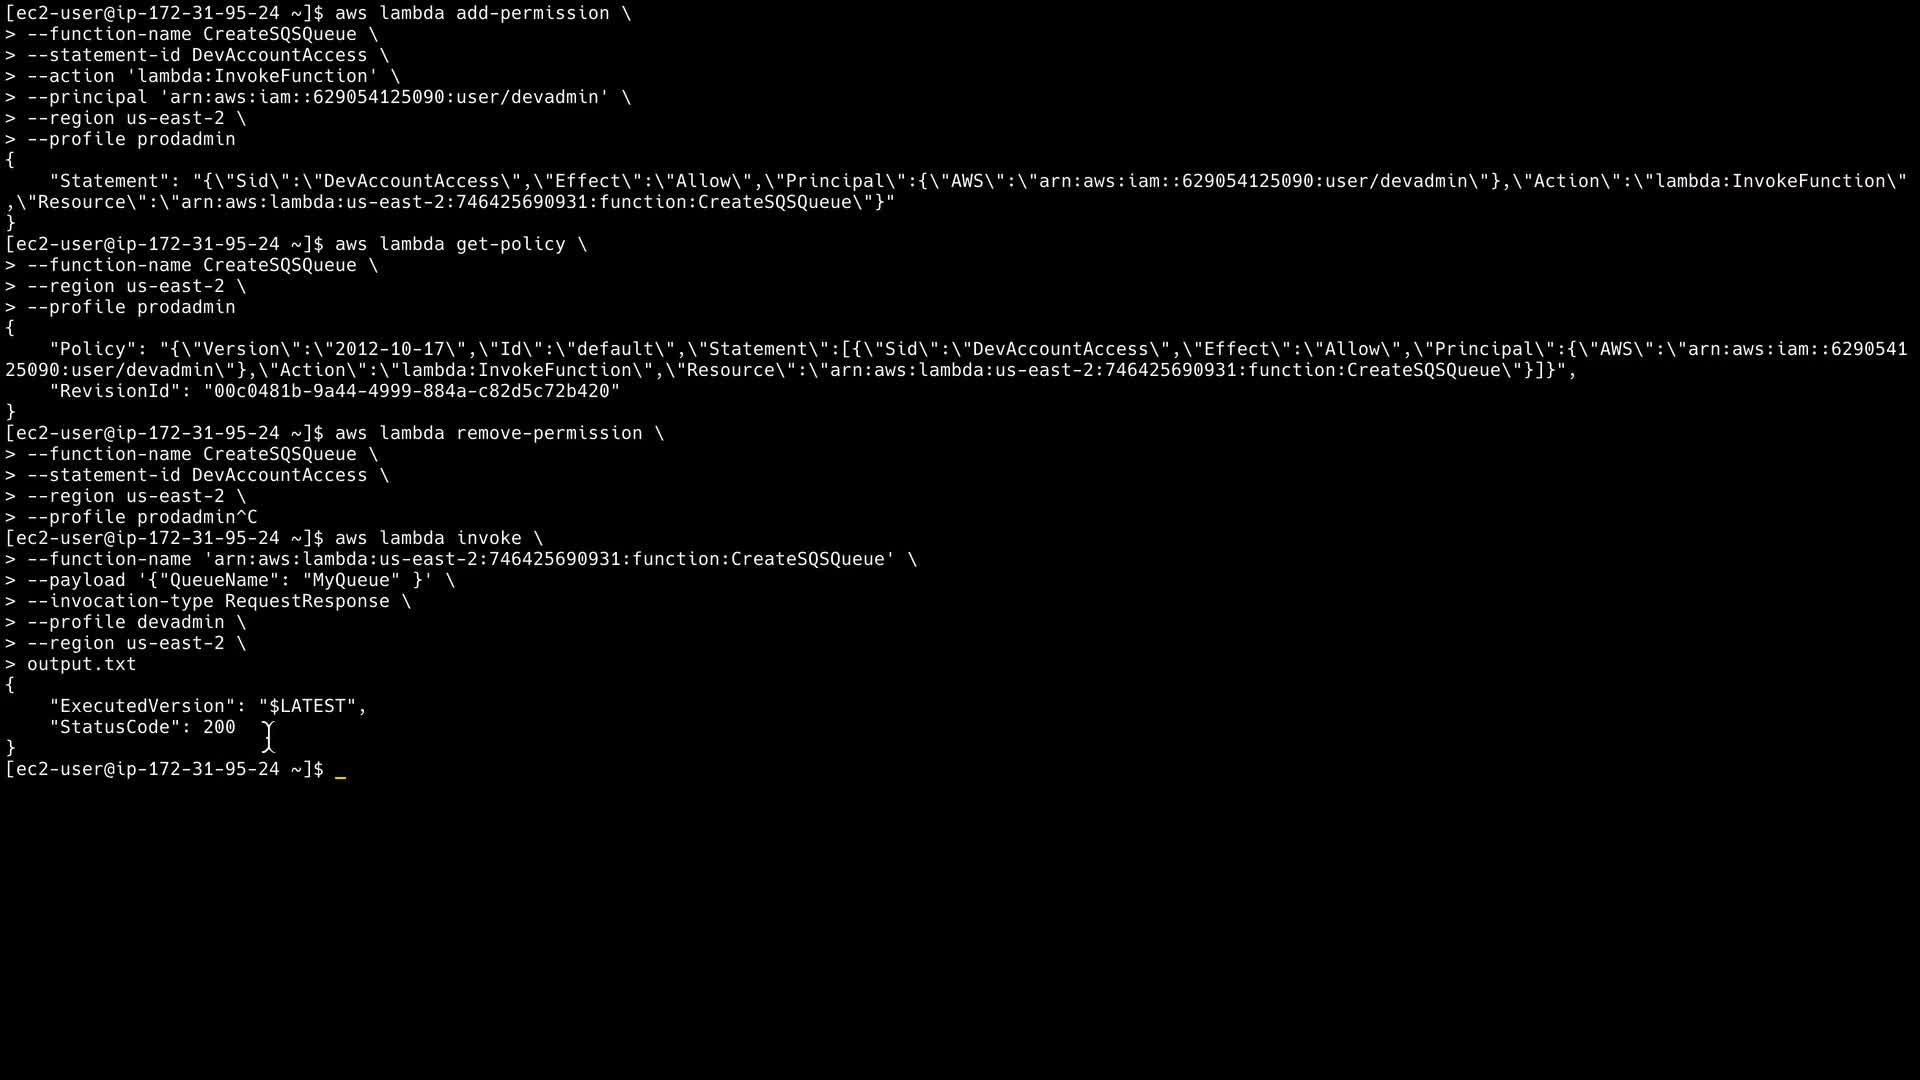 [ec2-user@ip-172-31-95-24 ~]$ aws lambda add-permission \
> --function-name CreateSQSQueue \
> --statement-id DevAccountAccess \
> --action 'lambda:InvokeFunction' \
> --principal 'arn:aws:iam::629054125090:user/devadmin' \
> --region us-east-2 \
> --profile prodadmin
{
    "Statement": "{\"Sid\":\"DevAccountAccess\",\"Effect\":\"Allow\",\"Principal\":{\"AWS\":\"arn:aws:iam::629054125090:user/devadmin\"},\"Action\":\"lambda:InvokeFunction\"
,\"Resource\":\"arn:aws:lambda:us-east-2:746425690931:function:CreateSQSQueue\"}"
}
[ec2-user@ip-172-31-95-24 ~]$ aws lambda get-policy \
> --function-name CreateSQSQueue \
> --region us-east-2 \
> --profile prodadmin
{
    "Policy": "{\"Version\":\"2012-10-17\",\"Id\":\"default\",\"Statement\":[{\"Sid\":\"DevAccountAccess\",\"Effect\":\"Allow\",\"Principal\":{\"AWS\":\"arn:aws:iam::6290541
25090:user/devadmin\"},\"Action\":\"lambda:InvokeFunction\",\"Resource\":\"arn:aws:lambda:us-east-2:746425690931:function:CreateSQSQueue\"}]}",
    "RevisionId": "00c0481b-9a44-4999-884a-c82d5c72b420"
}
[ec2-user@ip-172-31-95-24 ~]$ aws lambda remove-permission \
> --function-name CreateSQSQueue \
> --statement-id DevAccountAccess \
> --region us-east-2 \
> --profile prodadmin^C
[ec2-user@ip-172-31-95-24 ~]$ aws lambda invoke \
> --function-name 'arn:aws:lambda:us-east-2:746425690931:function:CreateSQSQueue' \
> --payload '{"QueueName": "MyQueue" }' \
> --invocation-type RequestResponse \
> --profile devadmin \
> --region us-east-2 \
> output.txt
{
    "ExecutedVersion": "$LATEST",
    "StatusCode": 200
}
[ec2-user@ip-172-31-95-24 ~]$ _